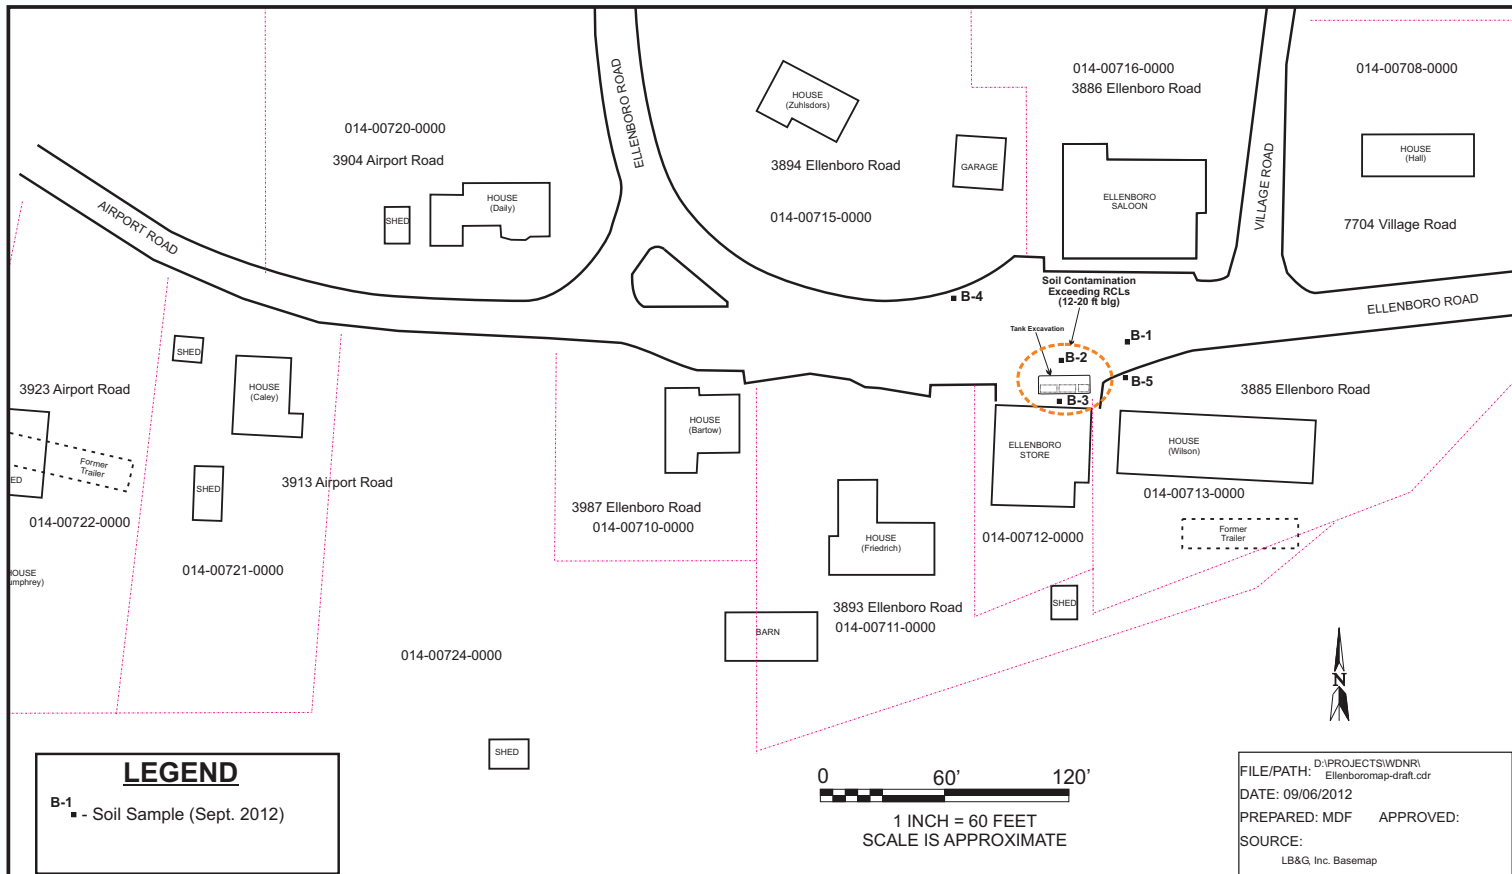 014-00716-0000
3886 Ellenboro Road
014-00708-0000
ELLENBORO ROAD
HOUSE
(Zuhlsdors)
014-00720-0000
3904 Airport Road
3894 Ellenboro Road
GARAGE
HOUSE
(Hall)
VILLAGE ROAD
HOUSE
(Daily)
SHED
ELLENBORO
SALOON
014-00715-0000
7704 Village Road
AIRPORT ROAD
Soil Contamination
Exceeding RCLs
(12-20 ft blg)
B-4
ELLENBORO ROAD
Tank Excavation
B-1
B-2
B-5
B-3
SHED
3923 Airport Road
HOUSE
(Caley)
3885 Ellenboro Road
HOUSE
(Bartow)
ELLENBORO
STORE
HOUSE
(Wilson)
Former
Trailer
ED
SHED
3913 Airport Road
014-00713-0000
3987 Ellenboro Road
014-00710-0000
014-00722-0000
HOUSE
(Friedrich)
014-00712-0000
Former
Trailer
HOUSE
umphrey)
014-00721-0000
3893 Ellenboro Road
014-00711-0000
SHED
BARN
014-00724-0000
N
SHED
LEGEND
B-1
- Soil Sample (Sept. 2012)
0 60' 120'
1 INCH = 60 FEET
SCALE IS APPROXIMATE
FILE/PATH: D:\PROJECTS\WDNR\
Ellenboromap-draft.cdr
DATE: 09/06/2012
PREPARED: MDF APPROVED:
SOURCE:
LB&G, Inc. Basemap